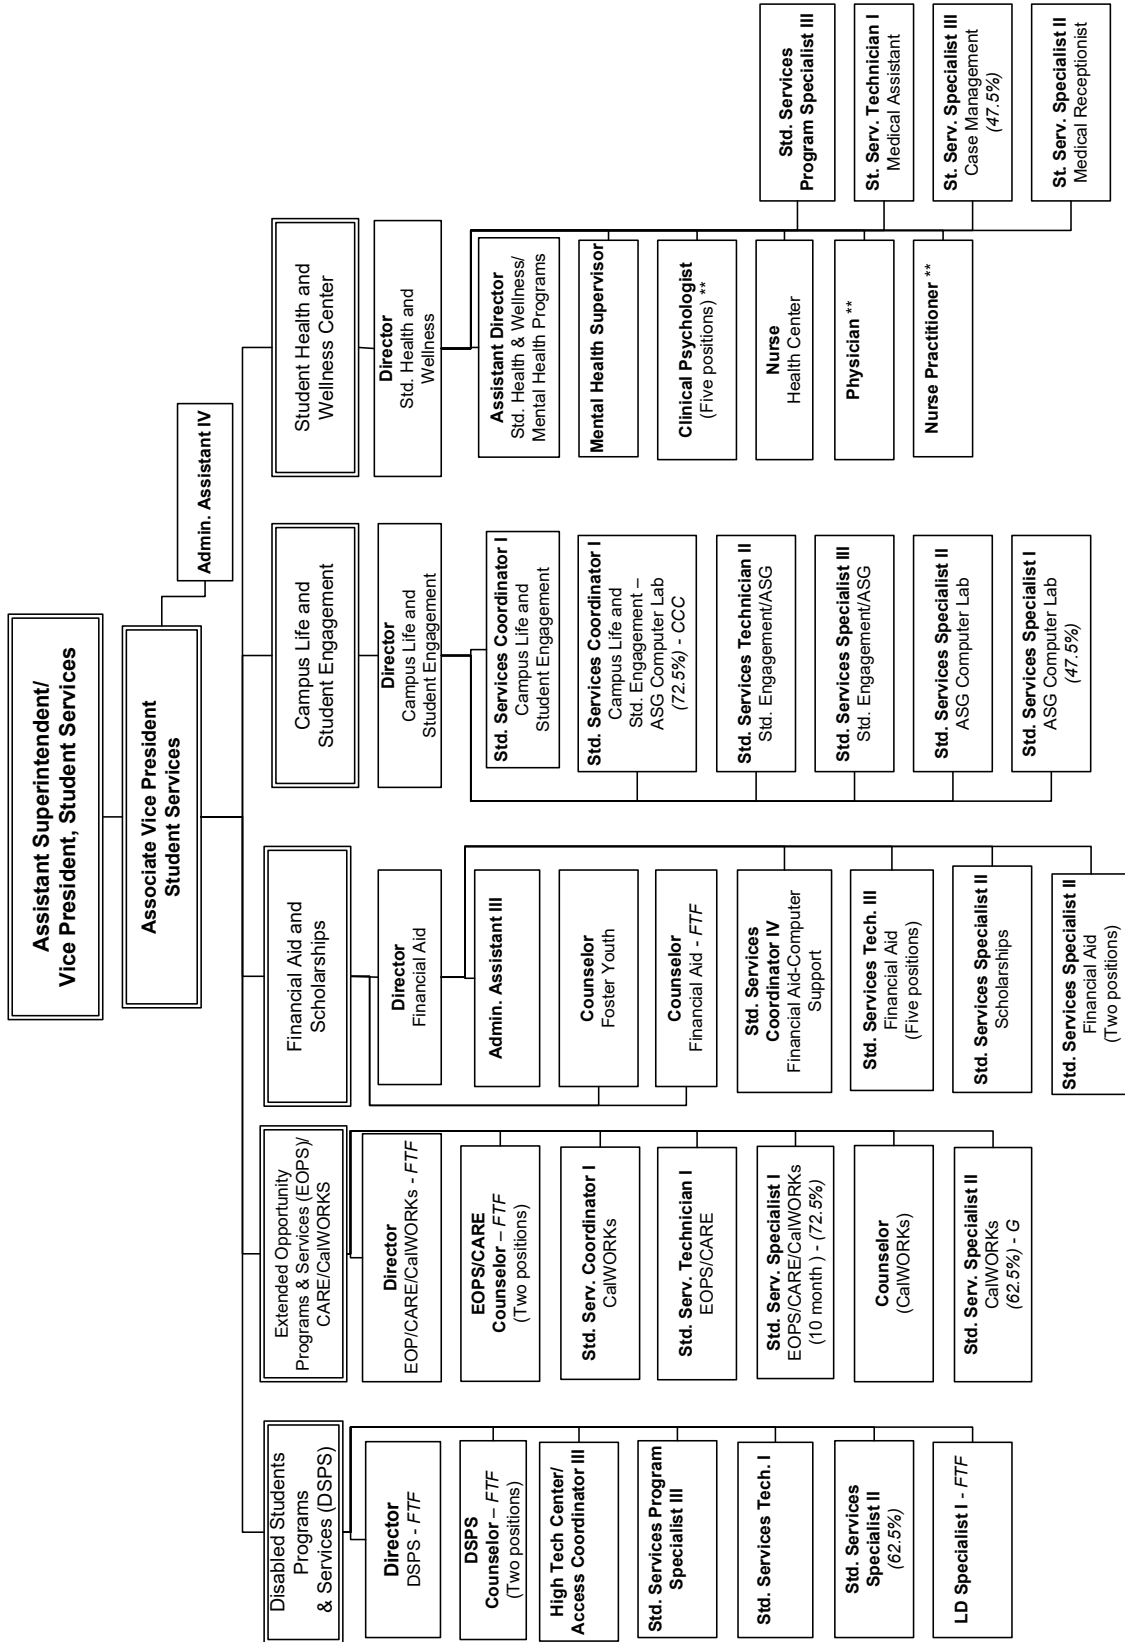 Assistant Superintendent/
Vice President, Student Services
Associate Vice President
Student Services
Admin. Assistant IV
Disabled Students
Programs
& Services (DSPS)
Director
DSPS - FTF
DSPS
Counselor – FTF
(Two positions)
High Tech Center/
Access Coordinator III
Std. Services Program
Specialist III
Std. Services Tech. I
Std. Services
Specialist II
(62.5%)
LD Specialist I - FTF
Extended Opportunity
Programs & Services (EOPS)/
CARE/CalWORKS
Director
EOP/CARE/CalWORKs - FTF
EOPS/CARE
Counselor – FTF
(Two positions)
Std. Serv. Coordinator I
CalWORKs
Std. Serv. Technician I
EOPS/CARE
Std. Serv. Specialist I
EOPS/CARE/CalWORKs
(10 month ) - (72.5%)
Counselor
(CalWORKs)
Std. Serv. Specialist II
CalWORKs
(62.5%) - G
Financial Aid and
Scholarships
Director
Financial Aid
Admin. Assistant III
Counselor
Foster Youth
Counselor
Financial Aid - FTF
Std. Services
Coordinator IV
Financial Aid-Computer
Support
Std. Services Tech. III
Financial Aid
(Five positions)
Std. Services Specialist II
Scholarships
Std. Services Specialist II
Financial Aid
(Two positions)
Campus Life and
Student Engagement
Director
Campus Life and
Student Engagement
Std. Services Coordinator I
Campus Life and
Student Engagement
Std. Services Coordinator I
Campus Life and
Std. Engagement –
ASG Computer Lab
(72.5%) - CCC
Std. Services Technician II
Std. Engagement/ASG
Std. Services Specialist III
Std. Engagement/ASG
Std. Services Specialist II
ASG Computer Lab
Std. Services Specialist I
ASG Computer Lab
(47.5%)
Student Health and
Wellness Center
Director
Std. Health and
Wellness
Assistant Director
Std. Health & Wellness/
Mental Health Programs
Mental Health Supervisor
Clinical Psychologist
(Five positions) **
Nurse
Health Center
Physician **
Nurse Practitioner **
Std. Services
Program Specialist III
St. Serv. Technician I
Medical Assistant
St. Serv. Specialist III
Case Management
(47.5%)
St. Serv. Specialist II
Medical Receptionist